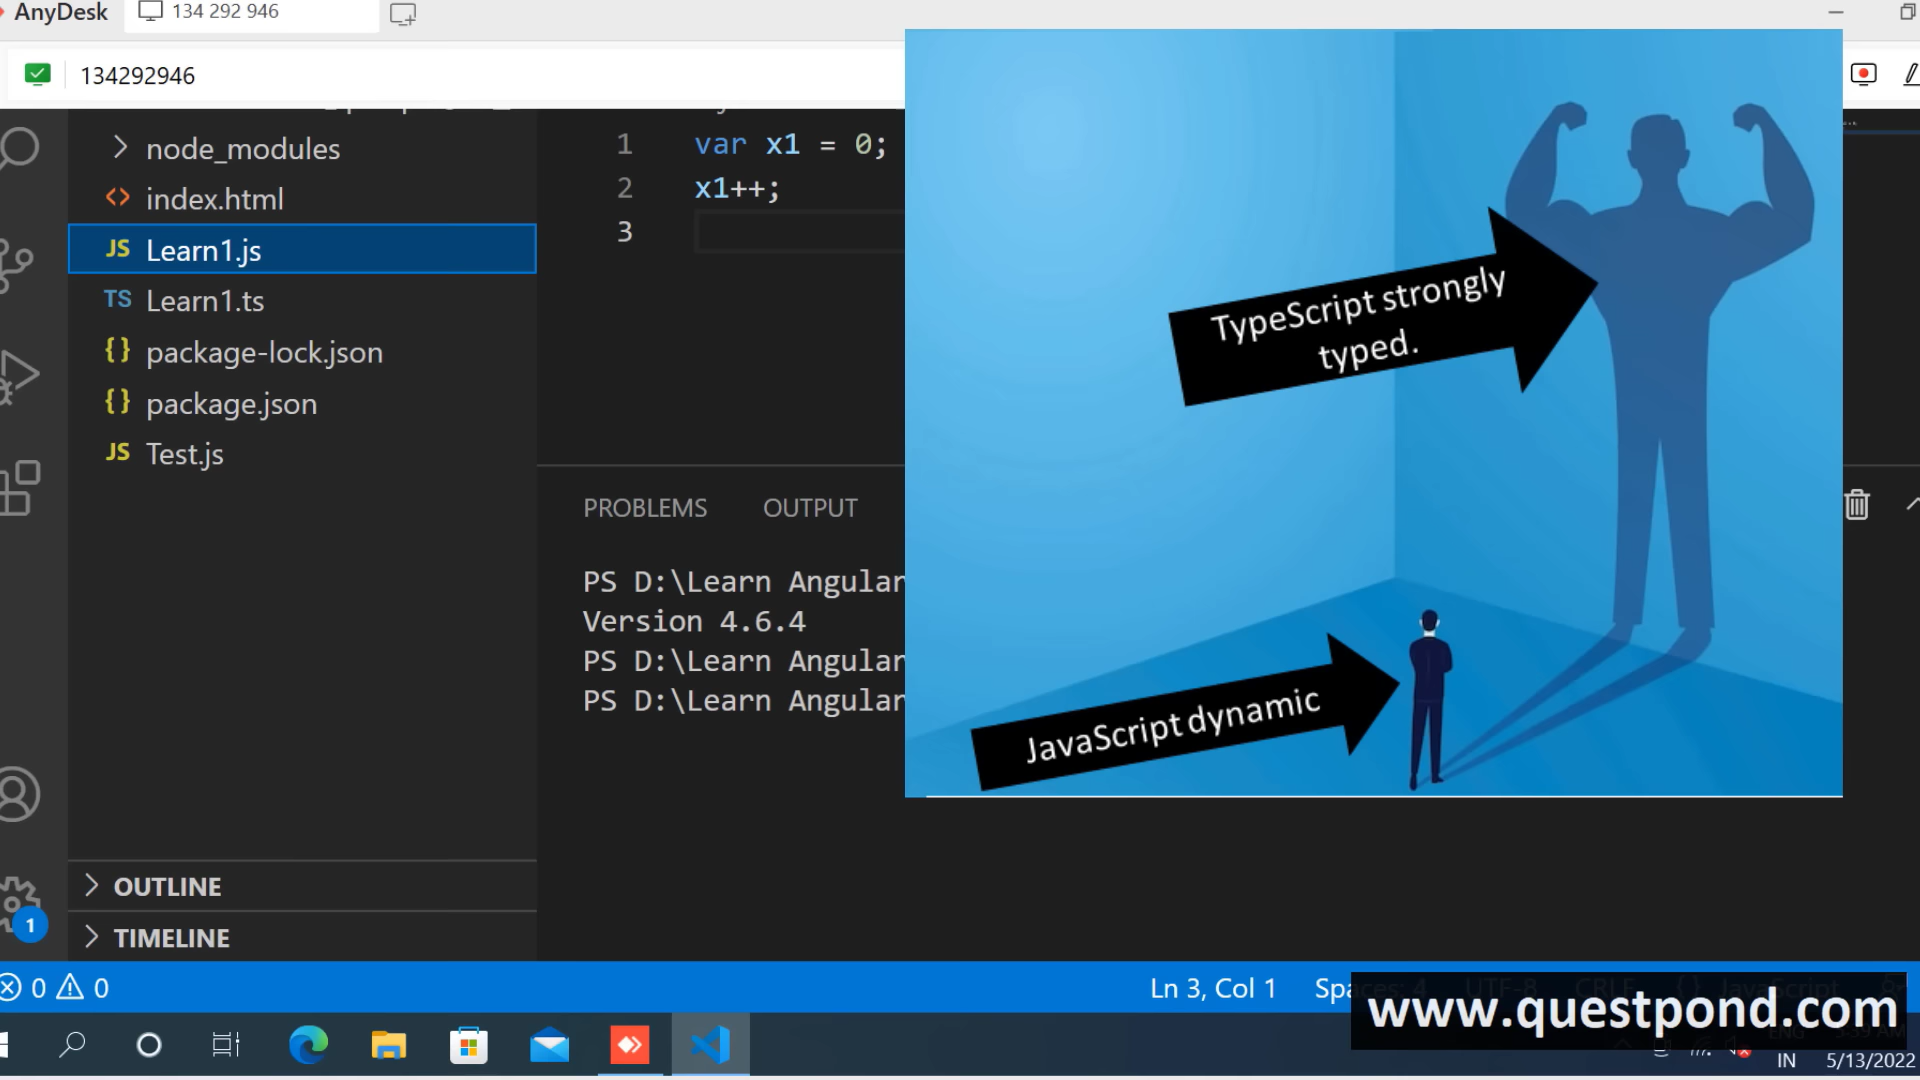 AnyDesk
134 292 946
134292946
node_modules
index.html
JS Learn1.js
TS Learn1.ts
{} package-lock.json
{} package.json
JS Test.js
OUTLINE
TIMELINE
1 var x1 = 0;
2 x1++;
3
PROBLEMS OUTPUT
PS D:\Learn Angular
Version 4.6.4
PS D:\Learn Angular
PS D:\Learn Angular
TypeScript strongly
typed.
JavaScript dynamic
1
0 0
Ln 3, Col 1
www.questpond.com
IN 5/13/2022